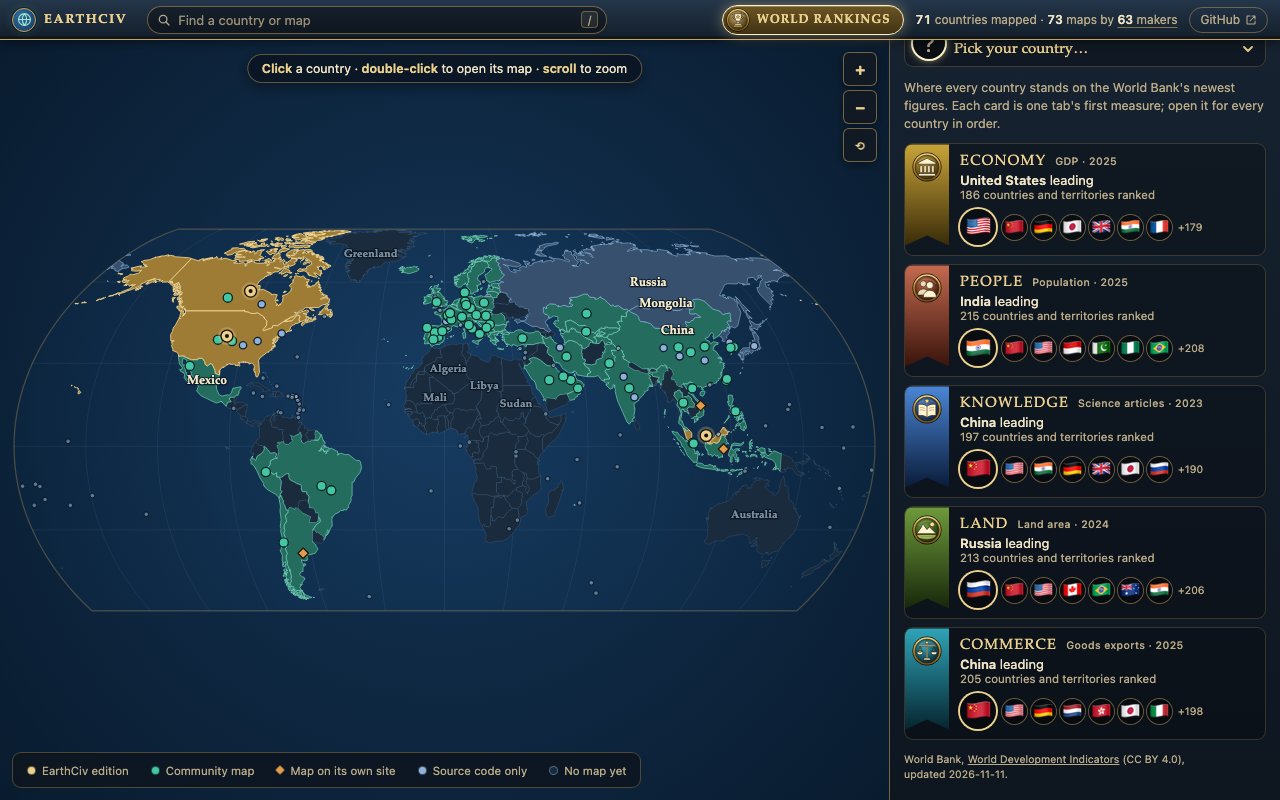 EARTHCIV
Find a country or map
/
WORLD RANKINGS
71 countries mapped · 73 maps by 63 makers
GitHub
Click a country · double-click to open its map · scroll to zoom
+
−
Greenland
Russia
Mongolia
China
Mexico
Algeria
Libya
Mali
Sudan
Australia
EarthCiv edition
Community map
Map on its own site
Source code only
No map yet
?
Pick your country…
Where every country stands on the World Bank's newest
figures. Each card is one tab's first measure; open it for every
country in order.
ECONOMY GDP · 2025
United States leading
186 countries and territories ranked
+179
PEOPLE Population · 2025
India leading
215 countries and territories ranked
+208
KNOWLEDGE Science articles · 2023
China leading
197 countries and territories ranked
+190
LAND Land area · 2024
Russia leading
213 countries and territories ranked
+206
COMMERCE Goods exports · 2025
China leading
205 countries and territories ranked
+198
World Bank, World Development Indicators (CC BY 4.0),
updated 2026-11-11.